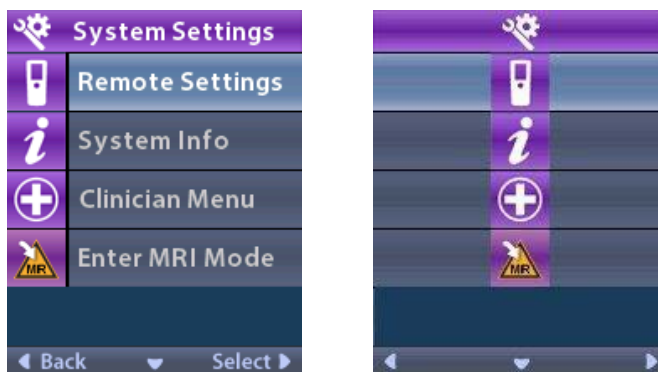 System Settings
Remote Settings
System Info
Clinician Menu
Enter MRI Mode
MR
Back Select
MR